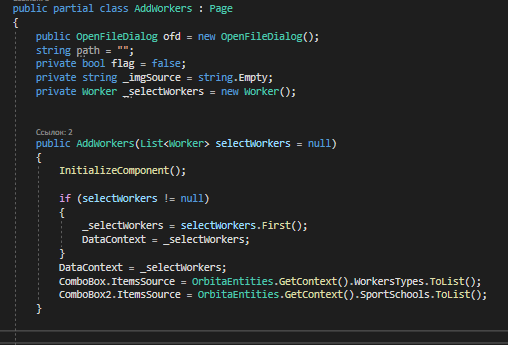 public partial class AddWorkers : Page
{
public OpenFileDialog ofd = new OpenFileDialog();
string path = "";
private bool flag = false;
private string _imgSource = string.Empty;
private Worker _selectWorkers = new Worker();
Ссылок: 2
public AddWorkers(List<Worker> selectWorkers = null)
{
InitializeComponent();
if (selectWorkers != null)
{
_selectWorkers = selectWorkers.First();
DataContext = _selectWorkers;
}
DataContext = _selectWorkers;
ComboBox.ItemsSource = OrbitaEntities.GetContext().WorkersTypes.ToList();
ComboBox2.ItemsSource = OrbitaEntities.GetContext().SportSchools.ToList();
}